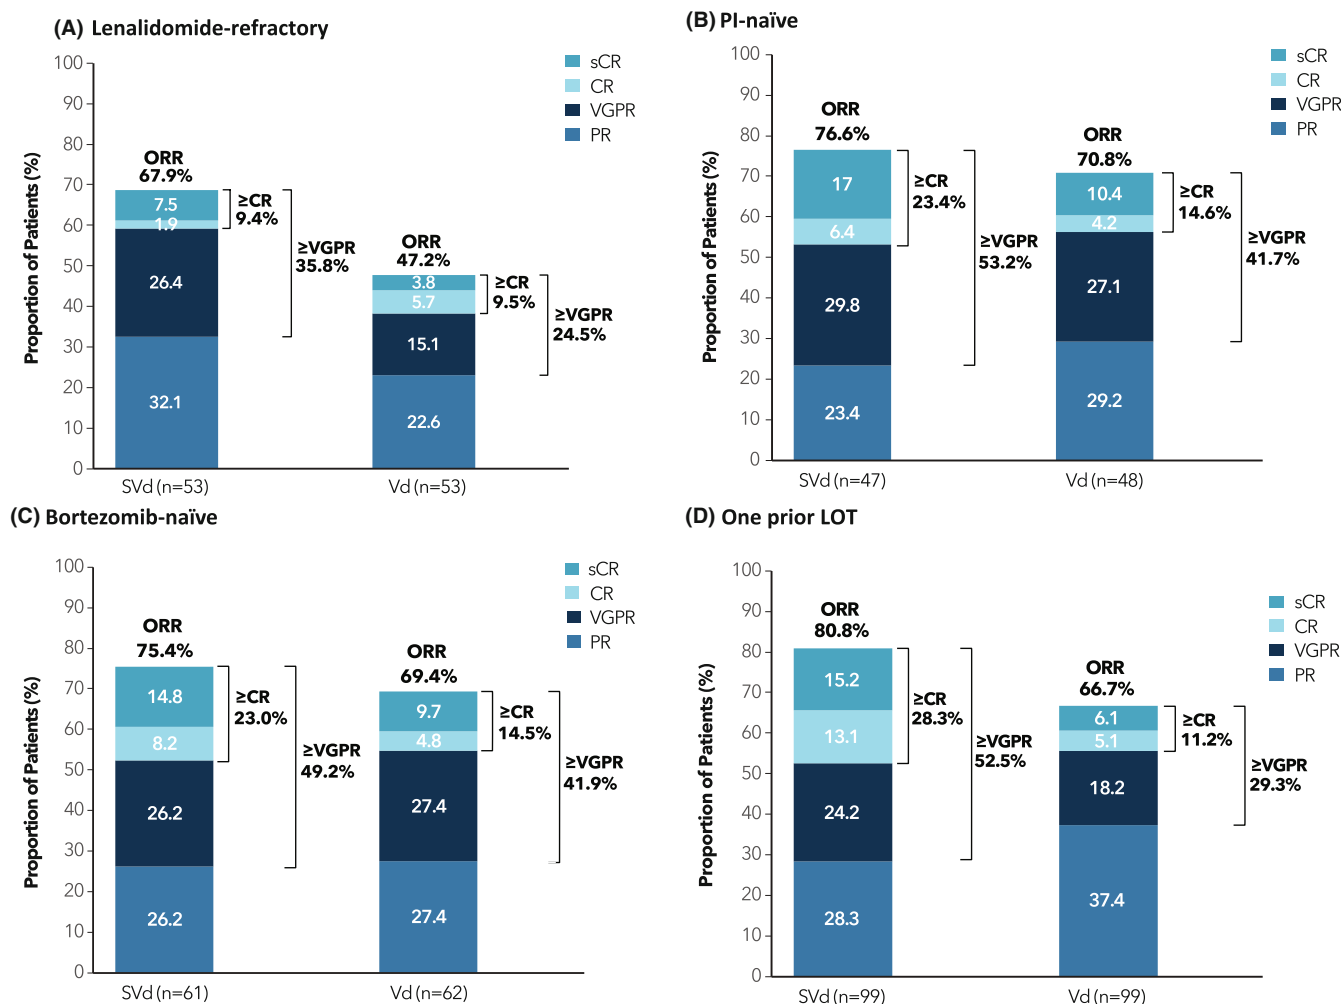 (A) Lenalidomide-refractory
100
90
80
70
60
50
40
30
20
10
0
Proportion of Patients (%)
sCR
CR
VGPR
PR
ORR
67.9%
7.5
1.9
26.4
32.1
≥CR
9.4%
≥VGPR
35.8%
ORR
47.2%
3.8
5.7
15.1
22.6
≥CR
9.5%
≥VGPR
24.5%
SVd (n=53)
Vd (n=53)
(B) PI-naïve
100
90
80
70
60
50
40
30
20
10
0
Proportion of Patients (%)
sCR
CR
VGPR
PR
ORR
76.6%
17
6.4
29.8
23.4
≥CR
23.4%
≥VGPR
53.2%
ORR
70.8%
10.4
4.2
27.1
29.2
≥CR
14.6%
≥VGPR
41.7%
SVd (n=47)
Vd (n=48)
(C) Bortezomib-naïve
100
90
80
70
60
50
40
30
20
10
0
Proportion of Patients (%)
sCR
CR
VGPR
PR
ORR
75.4%
14.8
8.2
26.2
26.2
≥CR
23.0%
≥VGPR
49.2%
ORR
69.4%
9.7
4.8
27.4
27.4
≥CR
14.5%
≥VGPR
41.9%
SVd (n=61)
Vd (n=62)
(D) One prior LOT
100
90
80
70
60
50
40
30
20
10
0
Proportion of Patients (%)
sCR
CR
VGPR
PR
ORR
80.8%
15.2
13.1
24.2
28.3
≥CR
28.3%
≥VGPR
52.5%
ORR
66.7%
6.1
5.1
18.2
37.4
≥CR
11.2%
≥VGPR
29.3%
SVd (n=99)
Vd (n=99)